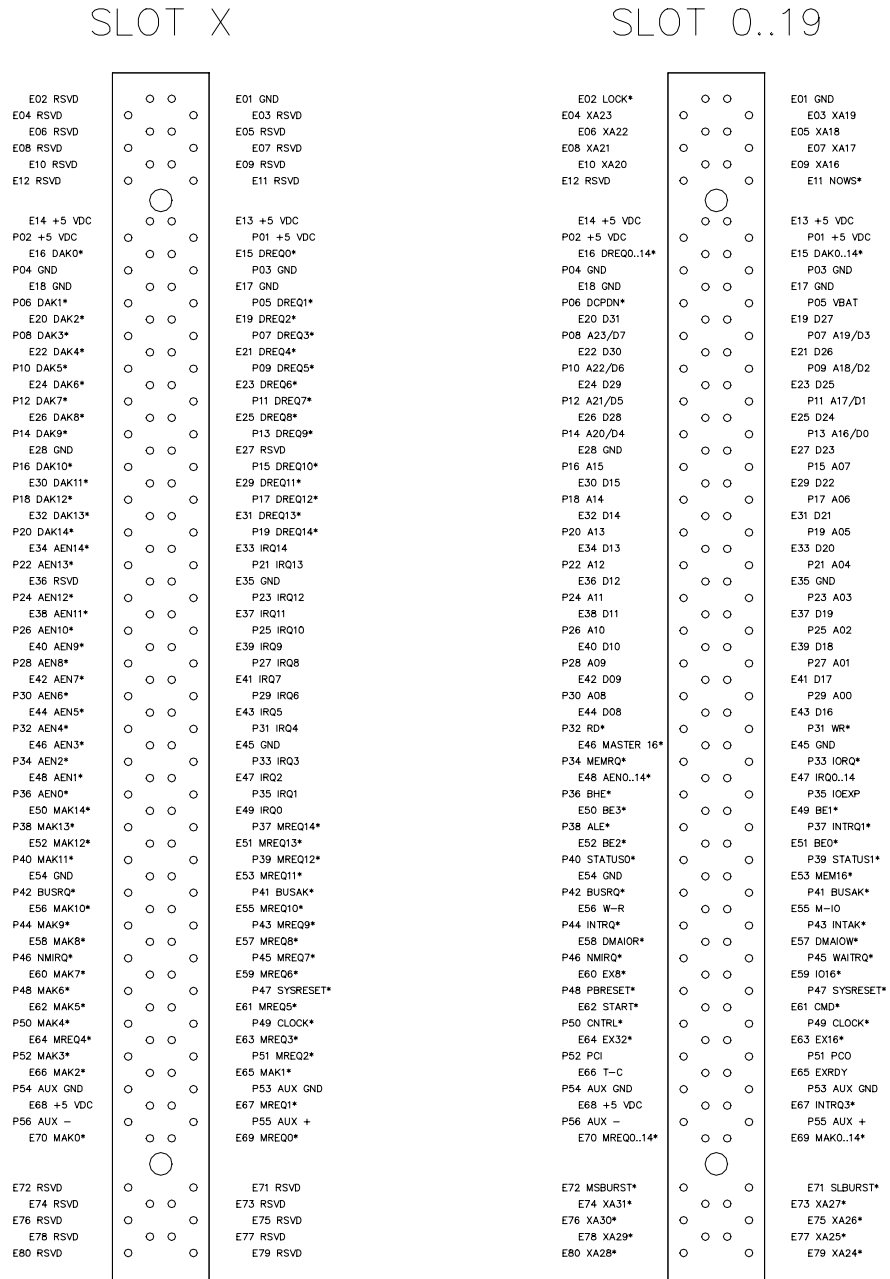 SLOT X
E02 RSVD E01 GND
E04 RSVD E03 RSVD
E06 RSVD E05 RSVD
E08 RSVD E07 RSVD
E10 RSVD E09 RSVD
E12 RSVD E11 RSVD
E14 +5 VDC E13 +5 VDC
P02 +5 VDC P01 +5 VDC
E16 DAK0* E15 DREQ0*
P04 GND P03 GND
E18 GND E17 GND
P06 DAK1* P05 DREQ1*
E20 DAK2* E19 DREQ2*
P08 DAK3* P07 DREQ3*
E22 DAK4* E21 DREQ4*
P10 DAK5* P09 DREQ5*
E24 DAK6* E23 DREQ6*
P12 DAK7* P11 DREQ7*
E26 DAK8* E25 DREQ8*
P14 DAK9* P13 DREQ9*
E28 GND E27 RSVD
P16 DAK10* P15 DREQ10*
E30 DAK11* E29 DREQ11*
P18 DAK12* P17 DREQ12*
E32 DAK13* E31 DREQ13*
P20 DAK14* P19 DREQ14*
E34 AEN14* E33 IRQ14
P22 AEN13* P21 IRQ13
E36 RSVD E35 GND
P24 AEN12* P23 IRQ12
E38 AEN11* E37 IRQ11
P26 AEN10* P25 IRQ10
E40 AEN9* E39 IRQ9
P28 AEN8* P27 IRQ8
E42 AEN7* E41 IRQ7
P30 AEN6* P29 IRQ6
E44 AEN5* E43 IRQ5
P32 AEN4* P31 IRQ4
E46 AEN3* E45 GND
P34 AEN2* P33 IRQ3
E48 AEN1* E47 IRQ2
P36 AEN0* P35 IRQ1
E50 MAK14* E49 IRQ0
P38 MAK13* P37 MREQ14*
E52 MAK12* E51 MREQ13*
P40 MAK11* P39 MREQ12*
E54 GND E53 MREQ11*
P42 BUSRQ* P41 BUSAK*
E56 MAK10* E55 MREQ10*
P44 MAK9* P43 MREQ9*
E58 MAK8* E57 MREQ8*
P46 NMIRQ* P45 MREQ7*
E60 MAK7* E59 MREQ6*
P48 MAK6* P47 SYSRESET*
E62 MAK5* E61 MREQ5*
P50 MAK4* P49 CLOCK*
E64 MREQ4* E63 MREQ3*
P52 MAK3* P51 MREQ2*
E66 MAK2* E65 MAK1*
P54 AUX GND P53 AUX GND
E68 +5 VDC E67 MREQ1*
P56 AUX − P55 AUX +
E70 MAK0* E69 MREQ0*
E72 RSVD E71 RSVD
E74 RSVD E73 RSVD
E76 RSVD E75 RSVD
E78 RSVD E77 RSVD
E80 RSVD E79 RSVD
SLOT 0..19
E02 LOCK* E01 GND
E04 XA23 E03 XA19
E06 XA22 E05 XA18
E08 XA21 E07 XA17
E10 XA20 E09 XA16
E12 RSVD E11 NOWS*
E14 +5 VDC E13 +5 VDC
P02 +5 VDC P01 +5 VDC
E16 DREQ0..14* E15 DAK0..14*
P04 GND P03 GND
E18 GND E17 GND
P06 DCPDN* P05 VBAT
E20 D31 E19 D27
P08 A23/D7 P07 A19/D3
E22 D30 E21 D26
P10 A22/D6 P09 A18/D2
E24 D29 E23 D25
P12 A21/D5 P11 A17/D1
E26 D28 E25 D24
P14 A20/D4 P13 A16/D0
E28 GND E27 D23
P16 A15 P15 A07
E30 D15 E29 D22
P18 A14 P17 A06
E32 D14 E31 D21
P20 A13 P19 A05
E34 D13 E33 D20
P22 A12 P21 A04
E36 D12 E35 GND
P24 A11 P23 A03
E38 D11 E37 D19
P26 A10 P25 A02
E40 D10 E39 D18
P28 A09 P27 A01
E42 D09 E41 D17
P30 A08 P29 A00
E44 D08 E43 D16
P32 RD* P31 WR*
E46 MASTER 16* E45 GND
P34 MEMRQ* P33 IORQ*
E48 AEN0..14* E47 IRQ0..14
P36 BHE* P35 IOEXP
E50 BE3* E49 BE1*
P38 ALE* P37 INTRQ1*
E52 BE2* E51 BE0*
P40 STATUS0* P39 STATUS1*
E54 GND E53 MEM16*
P42 BUSRQ* P41 BUSAK*
E56 W−R E55 M−IO
P44 INTRQ* P43 INTAK*
E58 DMAIOR* E57 DMAIOW*
P46 NMIRQ* P45 WAITRQ*
E60 EX8* E59 IO16*
P48 PBRESET* P47 SYSRESET*
E62 START* E61 CMD*
P50 CNTRL* P49 CLOCK*
E64 EX32* E63 EX16*
P52 PCI P51 PCO
E66 T−C E65 EXRDY
P54 AUX GND P53 AUX GND
E68 +5 VDC E67 INTRQ3*
P56 AUX − P55 AUX +
E70 MREQ0..14* E69 MAK0..14*
E72 MSBURST* E71 SLBURST*
E74 XA31* E73 XA27*
E76 XA30* E75 XA26*
E78 XA29* E77 XA25*
E80 XA28* E79 XA24*